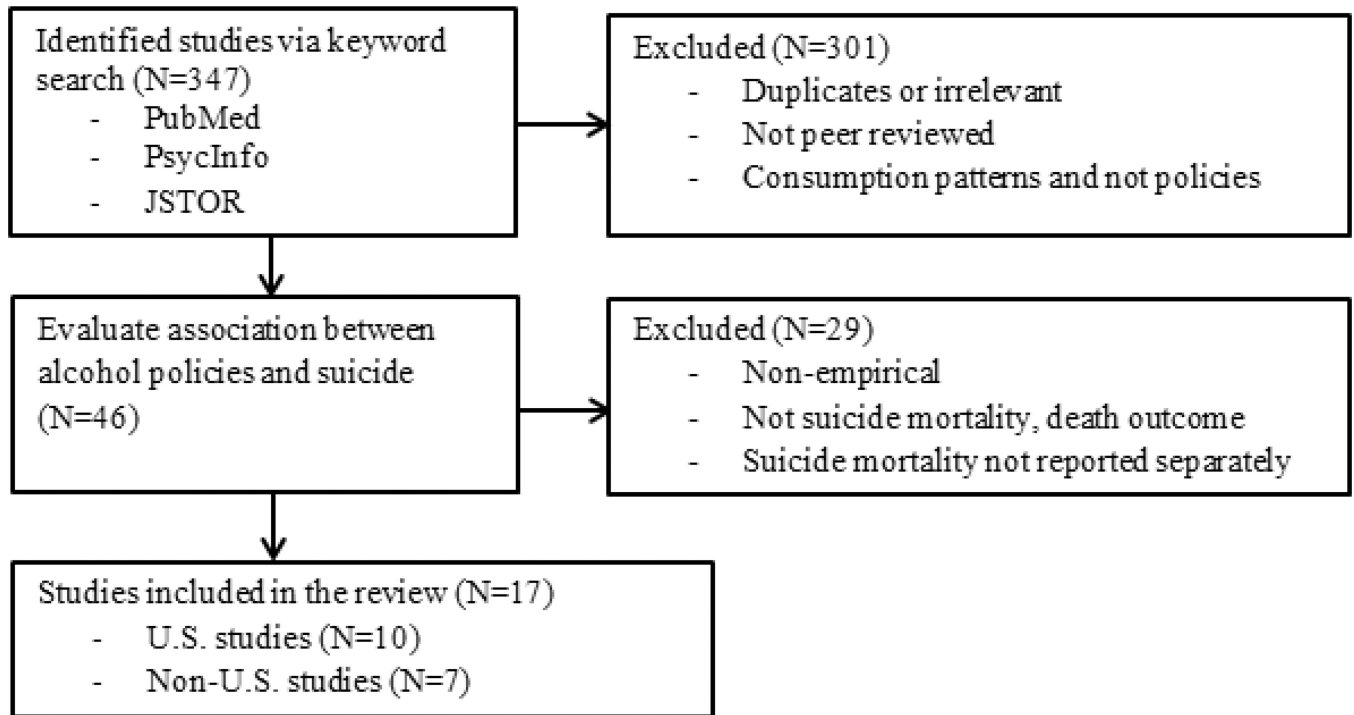 Identified studies via keyword
search (N=347)
- PubMed
- PsycInfo
- JSTOR
Excluded (N=301)
- Duplicates or irrelevant
- Not peer reviewed
- Consumption patterns and not policies
Evaluate association between
alcohol policies and suicide
(N=46)
Excluded (N=29)
- Non-empirical
- Not suicide mortality, death outcome
- Suicide mortality not reported separately
Studies included in the review (N=17)
- U.S. studies (N=10)
- Non-U.S. studies (N=7)